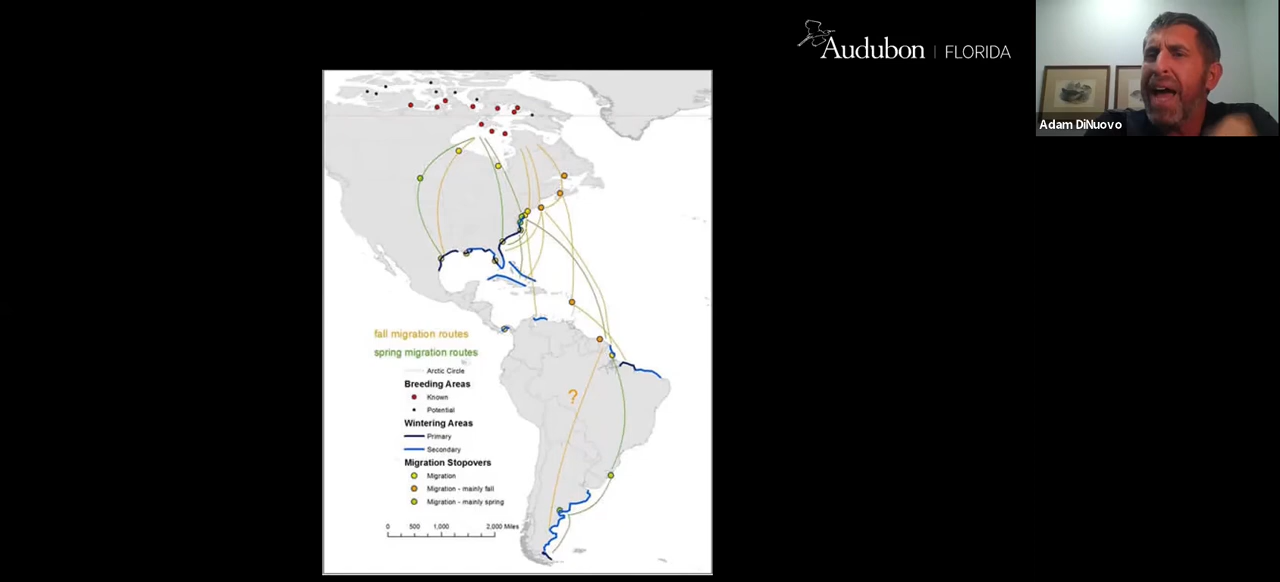 Audubon | FLORIDA
Adam DiNuovo
fall migration routes
spring migration routes
Arctic Circle
Breeding Areas
Known
Potential
Wintering Areas
Primary
Secondary
Migration Stopovers
Migration
Migration - mainly fall
Migration - mainly spring
?
0 500 1,000 2,000 Miles